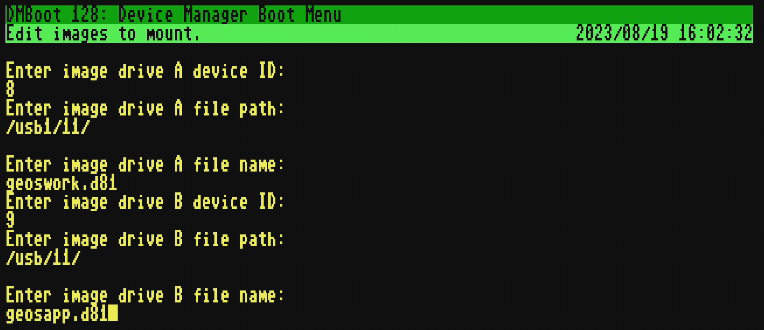 DMBoot 128: Device Manager Boot Menu
Edit images to mount. 2023/08/19 16:02:32
Enter image drive A device ID:
8
Enter image drive A file path:
/usb1/11/
Enter image drive A file name:
geoswork.d81
Enter image drive B device ID:
9
Enter image drive B file path:
/usb/11/
Enter image drive B file name:
geosapp.d81